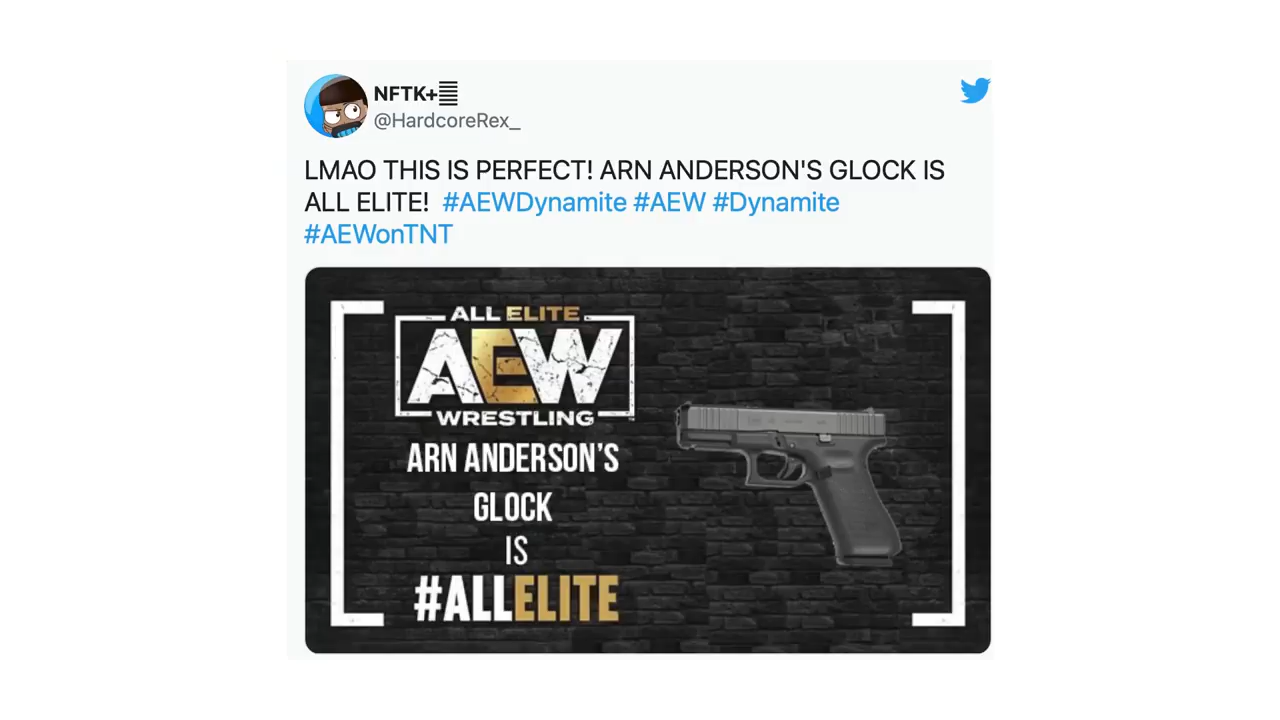 NFTK+
@HardcoreRex_
LMAO THIS IS PERFECT! ARN ANDERSON'S GLOCK IS
ALL ELITE! #AEWDynamite #AEW #Dynamite
#AEWonTNT
ALL ELITE
AEW
WRESTLING
ARN ANDERSON'S
GLOCK
IS
#ALLELITE